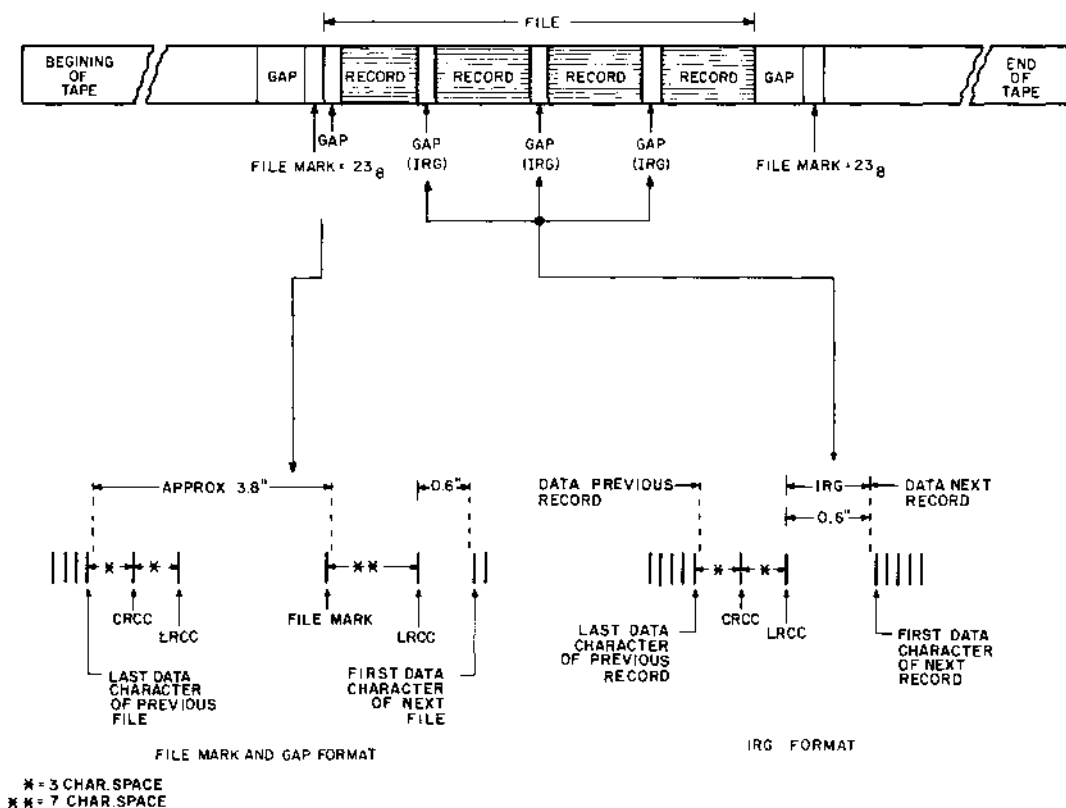 FILE
BEGINING
OF
TAPE
GAP
RECORD
RECORD
RECORD
RECORD
GAP
END
OF
TAPE
GAP
FILE MARK = 23₈
GAP
(IRG)
GAP
(IRG)
GAP
(IRG)
FILE MARK = 23₈
APPROX 3.8"
0.6"
* *
* *
CRCC
LRCC
FILE MARK
LRCC
LAST DATA
CHARACTER
OF PREVIOUS
FILE
FIRST DATA
CHARACTER
OF NEXT
FILE
FILE MARK AND GAP FORMAT
DATA PREVIOUS
RECORD
IRG
DATA NEXT
RECORD
0.6"
* *
CRCC
LRCC
LAST DATA
CHARACTER
OF PREVIOUS
RECORD
FIRST DATA
CHARACTER
OF NEXT
RECORD
IRG FORMAT
* = 3 CHAR. SPACE
** = 7 CHAR. SPACE